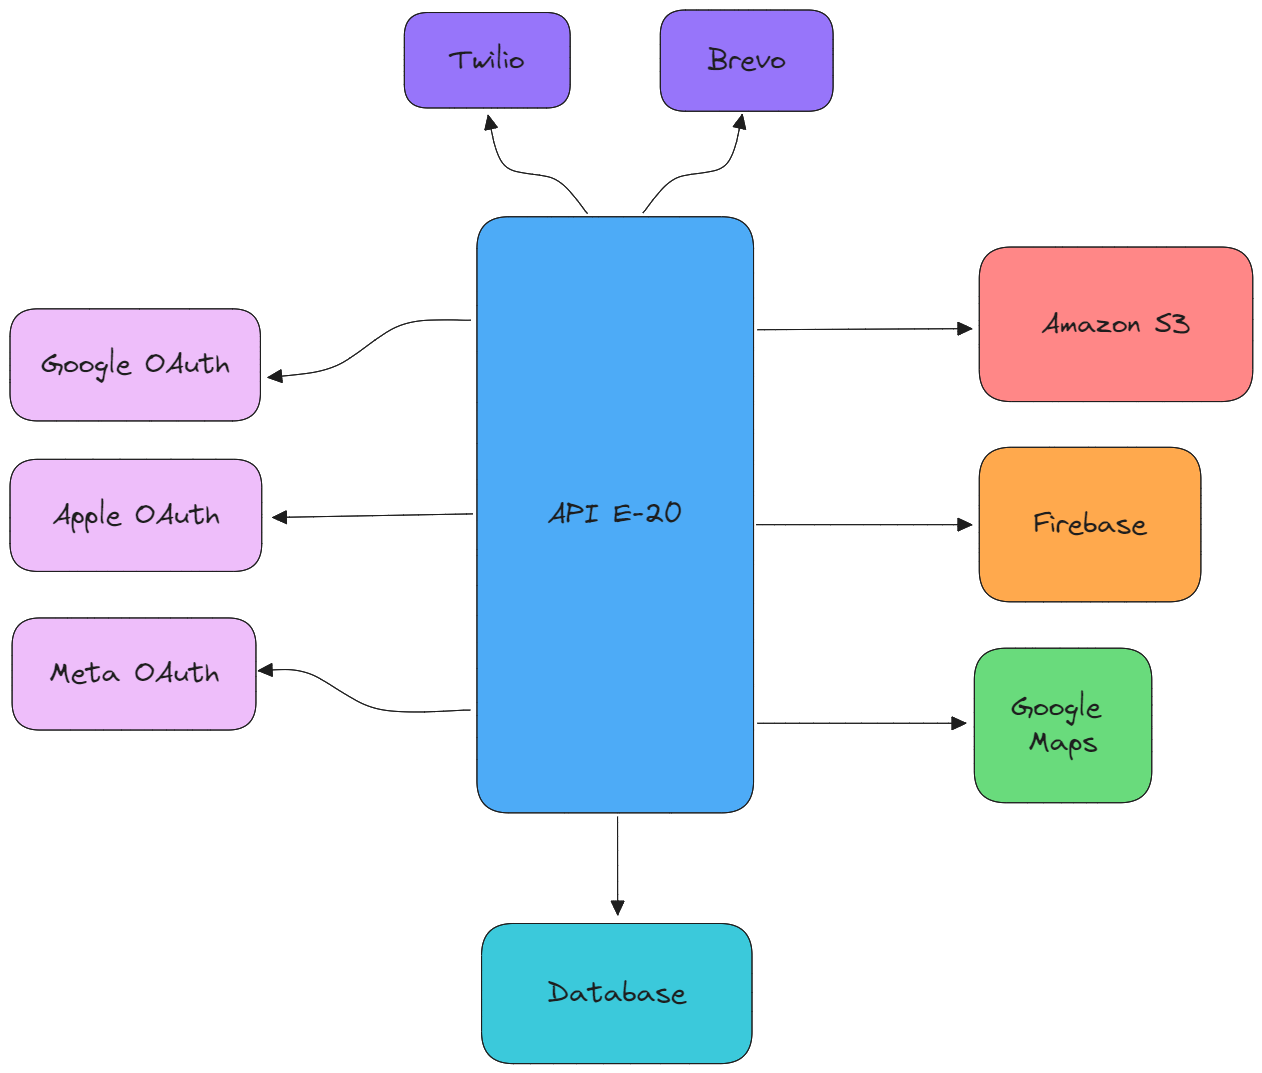 Twilio
Brevo
Google OAuth
Apple OAuth
Meta OAuth
API E-20
Amazon S3
Firebase
Google
Maps
Database